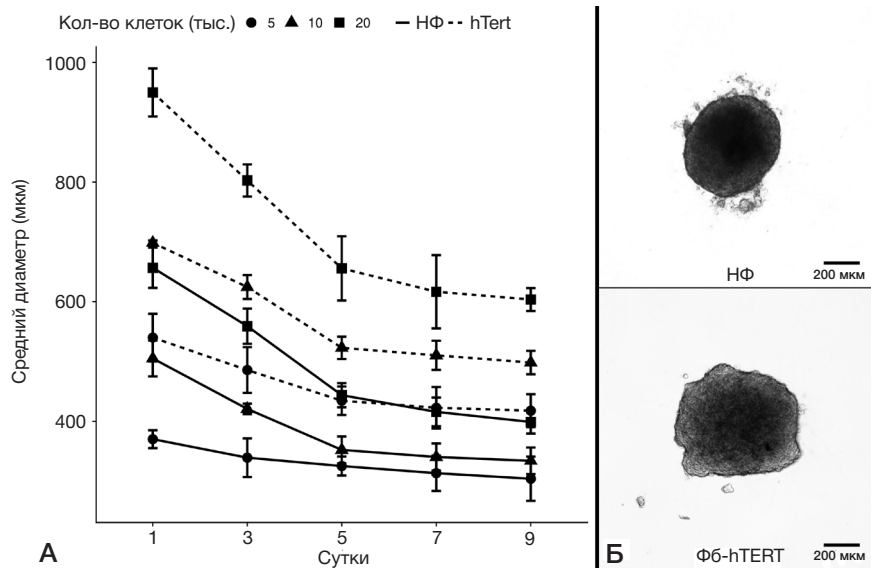 Кол-во клеток (тыс.) 5 10 20 НФ hTert
Средний диаметр (мкм)
1000
800
600
400
1 3 5 7 9
Сутки
А
200 мкм
НФ
200 мкм
Фб-hTERT
Б